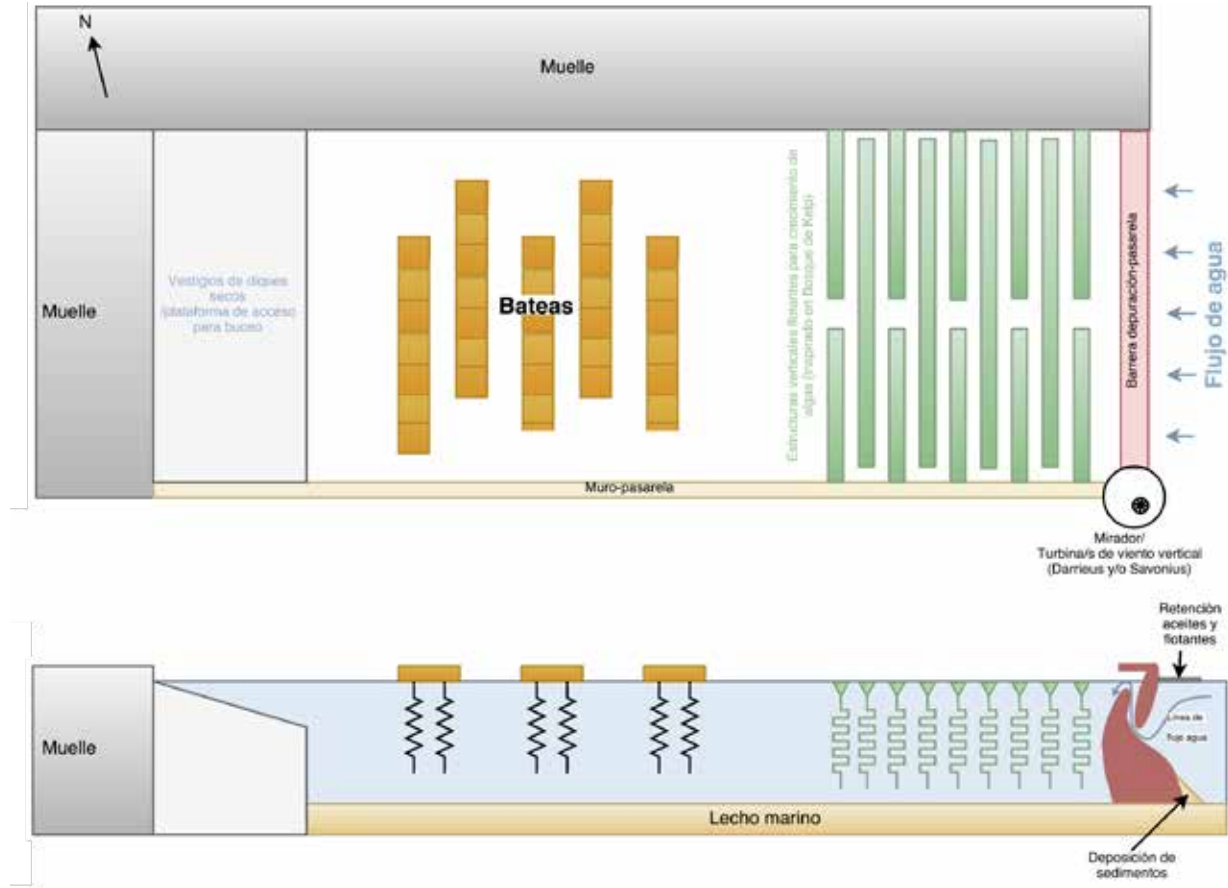 N
Muelle
Muelle
Vestigios de diques
secos
/plataforma de acceso
para buceo
Bateas
Estructuras verticales flotantes para crecimiento de
algas (inspirado en Bosque de Kelp)
Barrera depuración-pasarela
Flujo de agua
Muro-pasarela
Mirador/
Turbina/s de viento vertical
(Darrieus y/o Savonius)
Retención
aceites y
flotantes
Muelle
Línea de
flujo agua
Lecho marino
Deposición de
sedimentos